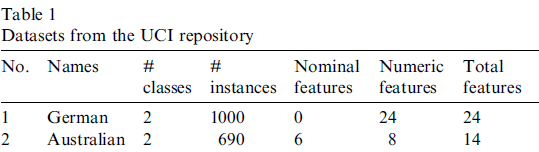 Table 1
Datasets from the UCI repository
No. Names # # Nominal Numeric Total
classes instances features features features
1 German 2 1000 0 24 24
2 Australian 2 690 6 8 14